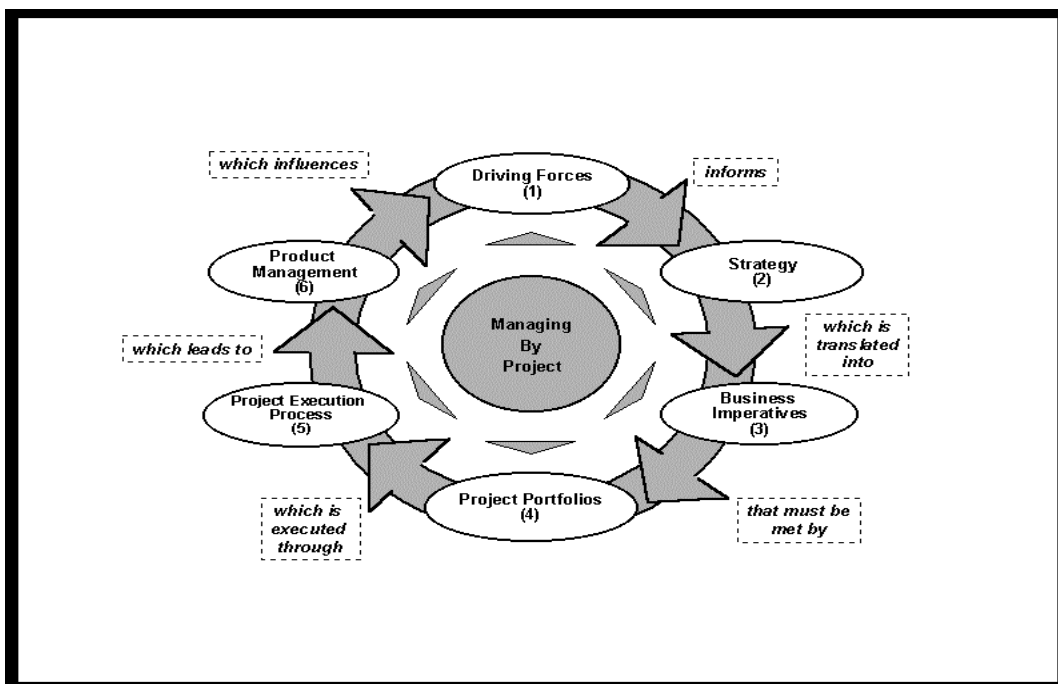 which influences
Driving Forces
(1)
informs
Product
Management
(6)
Strategy
(2)
Managing
By
Project
which leads to
which is
translated
into
Project Execution
Process
(5)
Business
Imperatives
(3)
Project Portfolios
(4)
which is
executed
through
that must be
met by